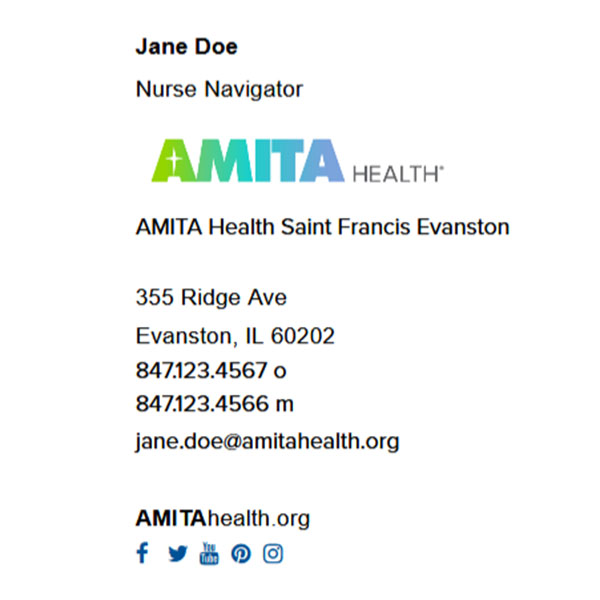 Jane Doe
Nurse Navigator
AMITA HEALTH®
AMITA Health Saint Francis Evanston
355 Ridge Ave
Evanston, IL 60202
847.123.4567 o
847.123.4566 m
jane.doe@amitahealth.org
AMITAhealth.org
You Tube